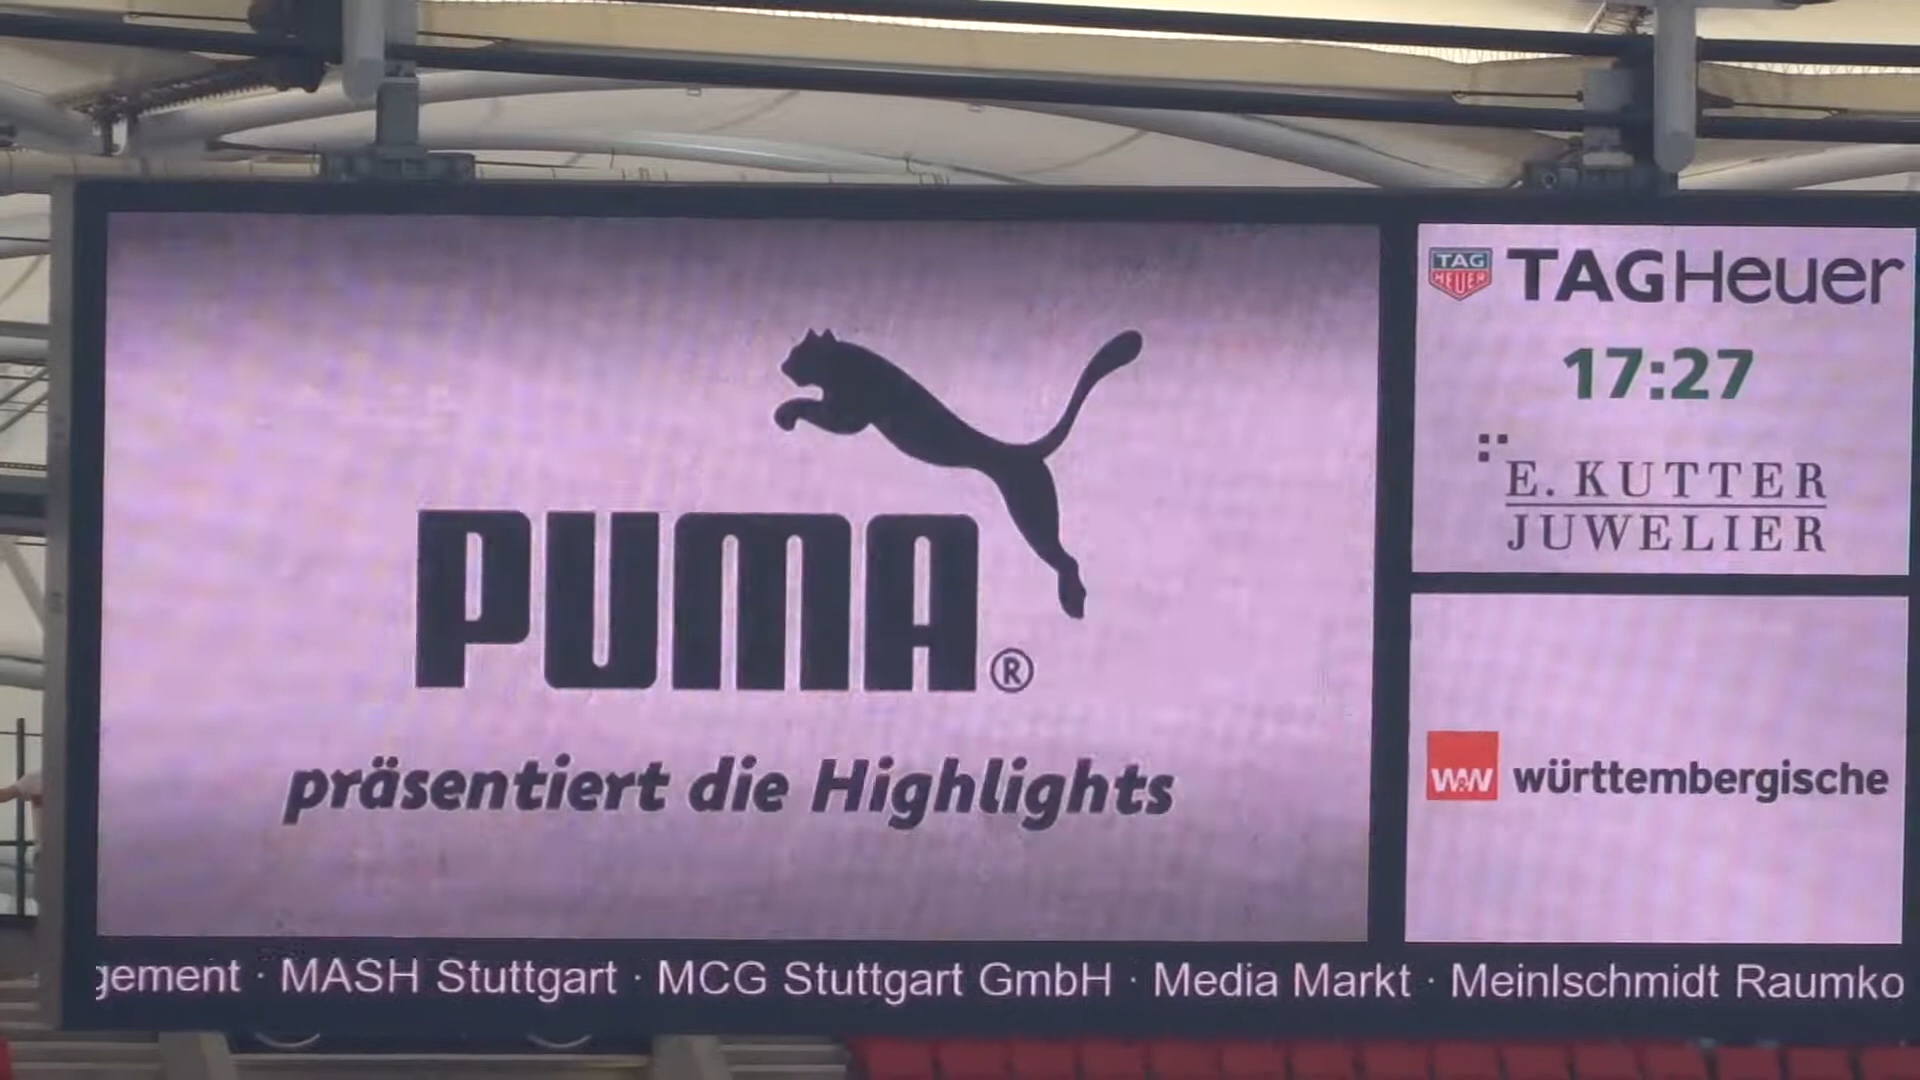 PUMA®
präsentiert die Highlights
TAG
HEUER
TAGHeuer
17:27
E. KUTTER
JUWELIER
W&W
württembergische
gement · MASH Stuttgart · MCG Stuttgart GmbH · Media Markt · Meinlschmidt Raumko